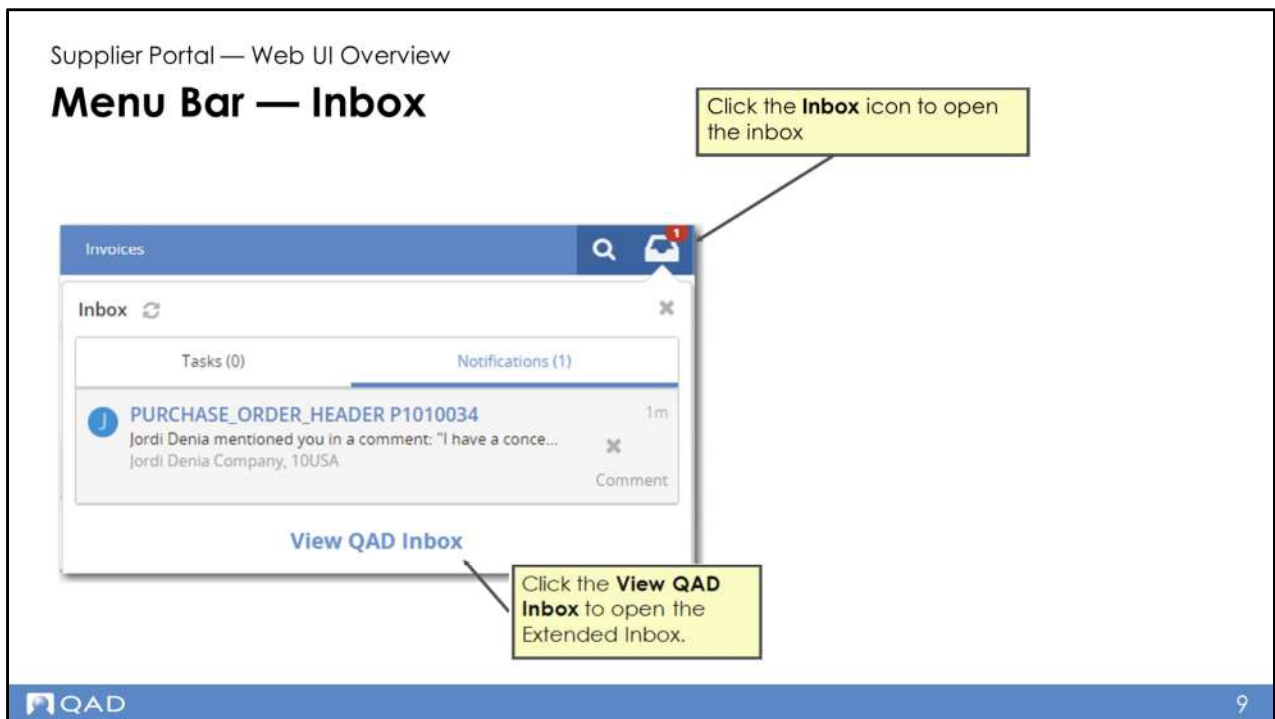 Supplier Portal — Web UI Overview
Menu Bar — Inbox
Click the Inbox icon to open
the inbox
Invoices
1
Inbox
Tasks (0)
Notifications (1)
J
PURCHASE_ORDER_HEADER P1010034
1m
Jordi Denia mentioned you in a comment: "I have a conce...
Jordi Denia Company, 10USA
Comment
View QAD Inbox
Click the View QAD
Inbox to open the
Extended Inbox.
QAD
9